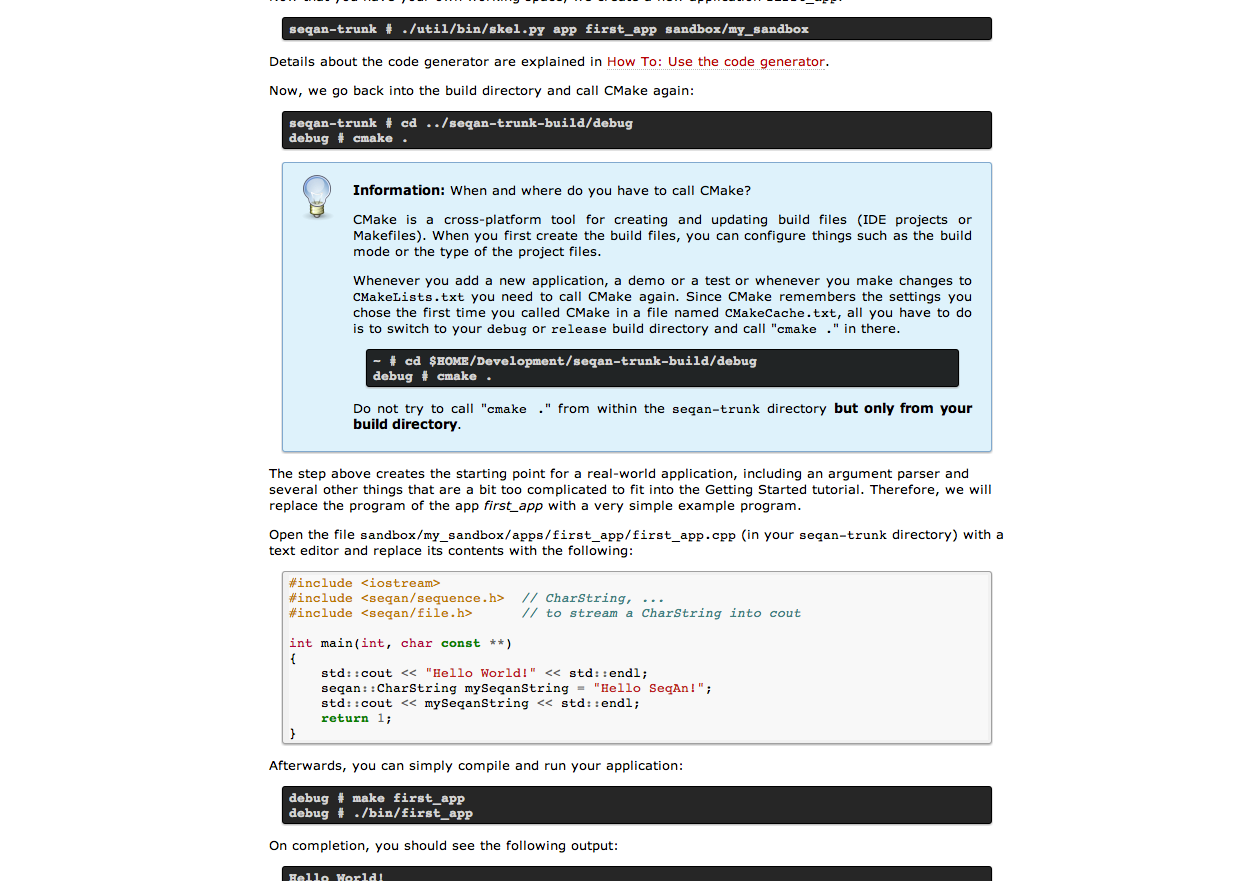 seqan-trunk # ./util/bin/skel.py app first_app sandbox/my_sandbox
Details about the code generator are explained in How To: Use the code generator.
Now, we go back into the build directory and call CMake again:
seqan-trunk # cd ../seqan-trunk-build/debug
debug # cmake .
Information: When and where do you have to call CMake?
CMake is a cross-platform tool for creating and updating build files (IDE projects or
Makefiles). When you first create the build files, you can configure things such as the build
mode or the type of the project files.
Whenever you add a new application, a demo or a test or whenever you make changes to
CMakeLists.txt you need to call CMake again. Since CMake remembers the settings you
chose the first time you called CMake in a file named CMakeCache.txt, all you have to do
is to switch to your debug or release build directory and call "cmake ." in there.
~ # cd $HOME/Development/seqan-trunk-build/debug
debug # cmake .
Do not try to call "cmake ." from within the seqan-trunk directory but only from your
build directory.
The step above creates the starting point for a real-world application, including an argument parser and
several other things that are a bit too complicated to fit into the Getting Started tutorial. Therefore, we will
replace the program of the app first_app with a very simple example program.
Open the file sandbox/my_sandbox/apps/first_app/first_app.cpp (in your seqan-trunk directory) with a
text editor and replace its contents with the following:
#include <iostream>
#include <seqan/sequence.h>  // CharString, ...
#include <seqan/file.h>      // to stream a CharString into cout
int main(int, char const **)
{
    std::cout << "Hello World!" << std::endl;
    seqan::CharString mySeqanString = "Hello SeqAn!";
    std::cout << mySeqanString << std::endl;
    return 1;
}
Afterwards, you can simply compile and run your application:
debug # make first_app
debug # ./bin/first_app
On completion, you should see the following output:
Hello World!